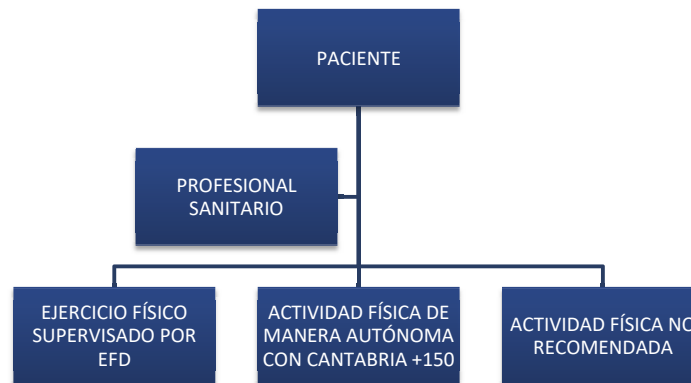 PACIENTE
PROFESIONAL
SANITARIO
EJERCICIO FÍSICO
SUPERVISADO POR
EFD
ACTIVIDAD FÍSICA DE
MANERA AUTÓNOMA
CON CANTABRIA +150
ACTIVIDAD FÍSICA NO
RECOMENDADA